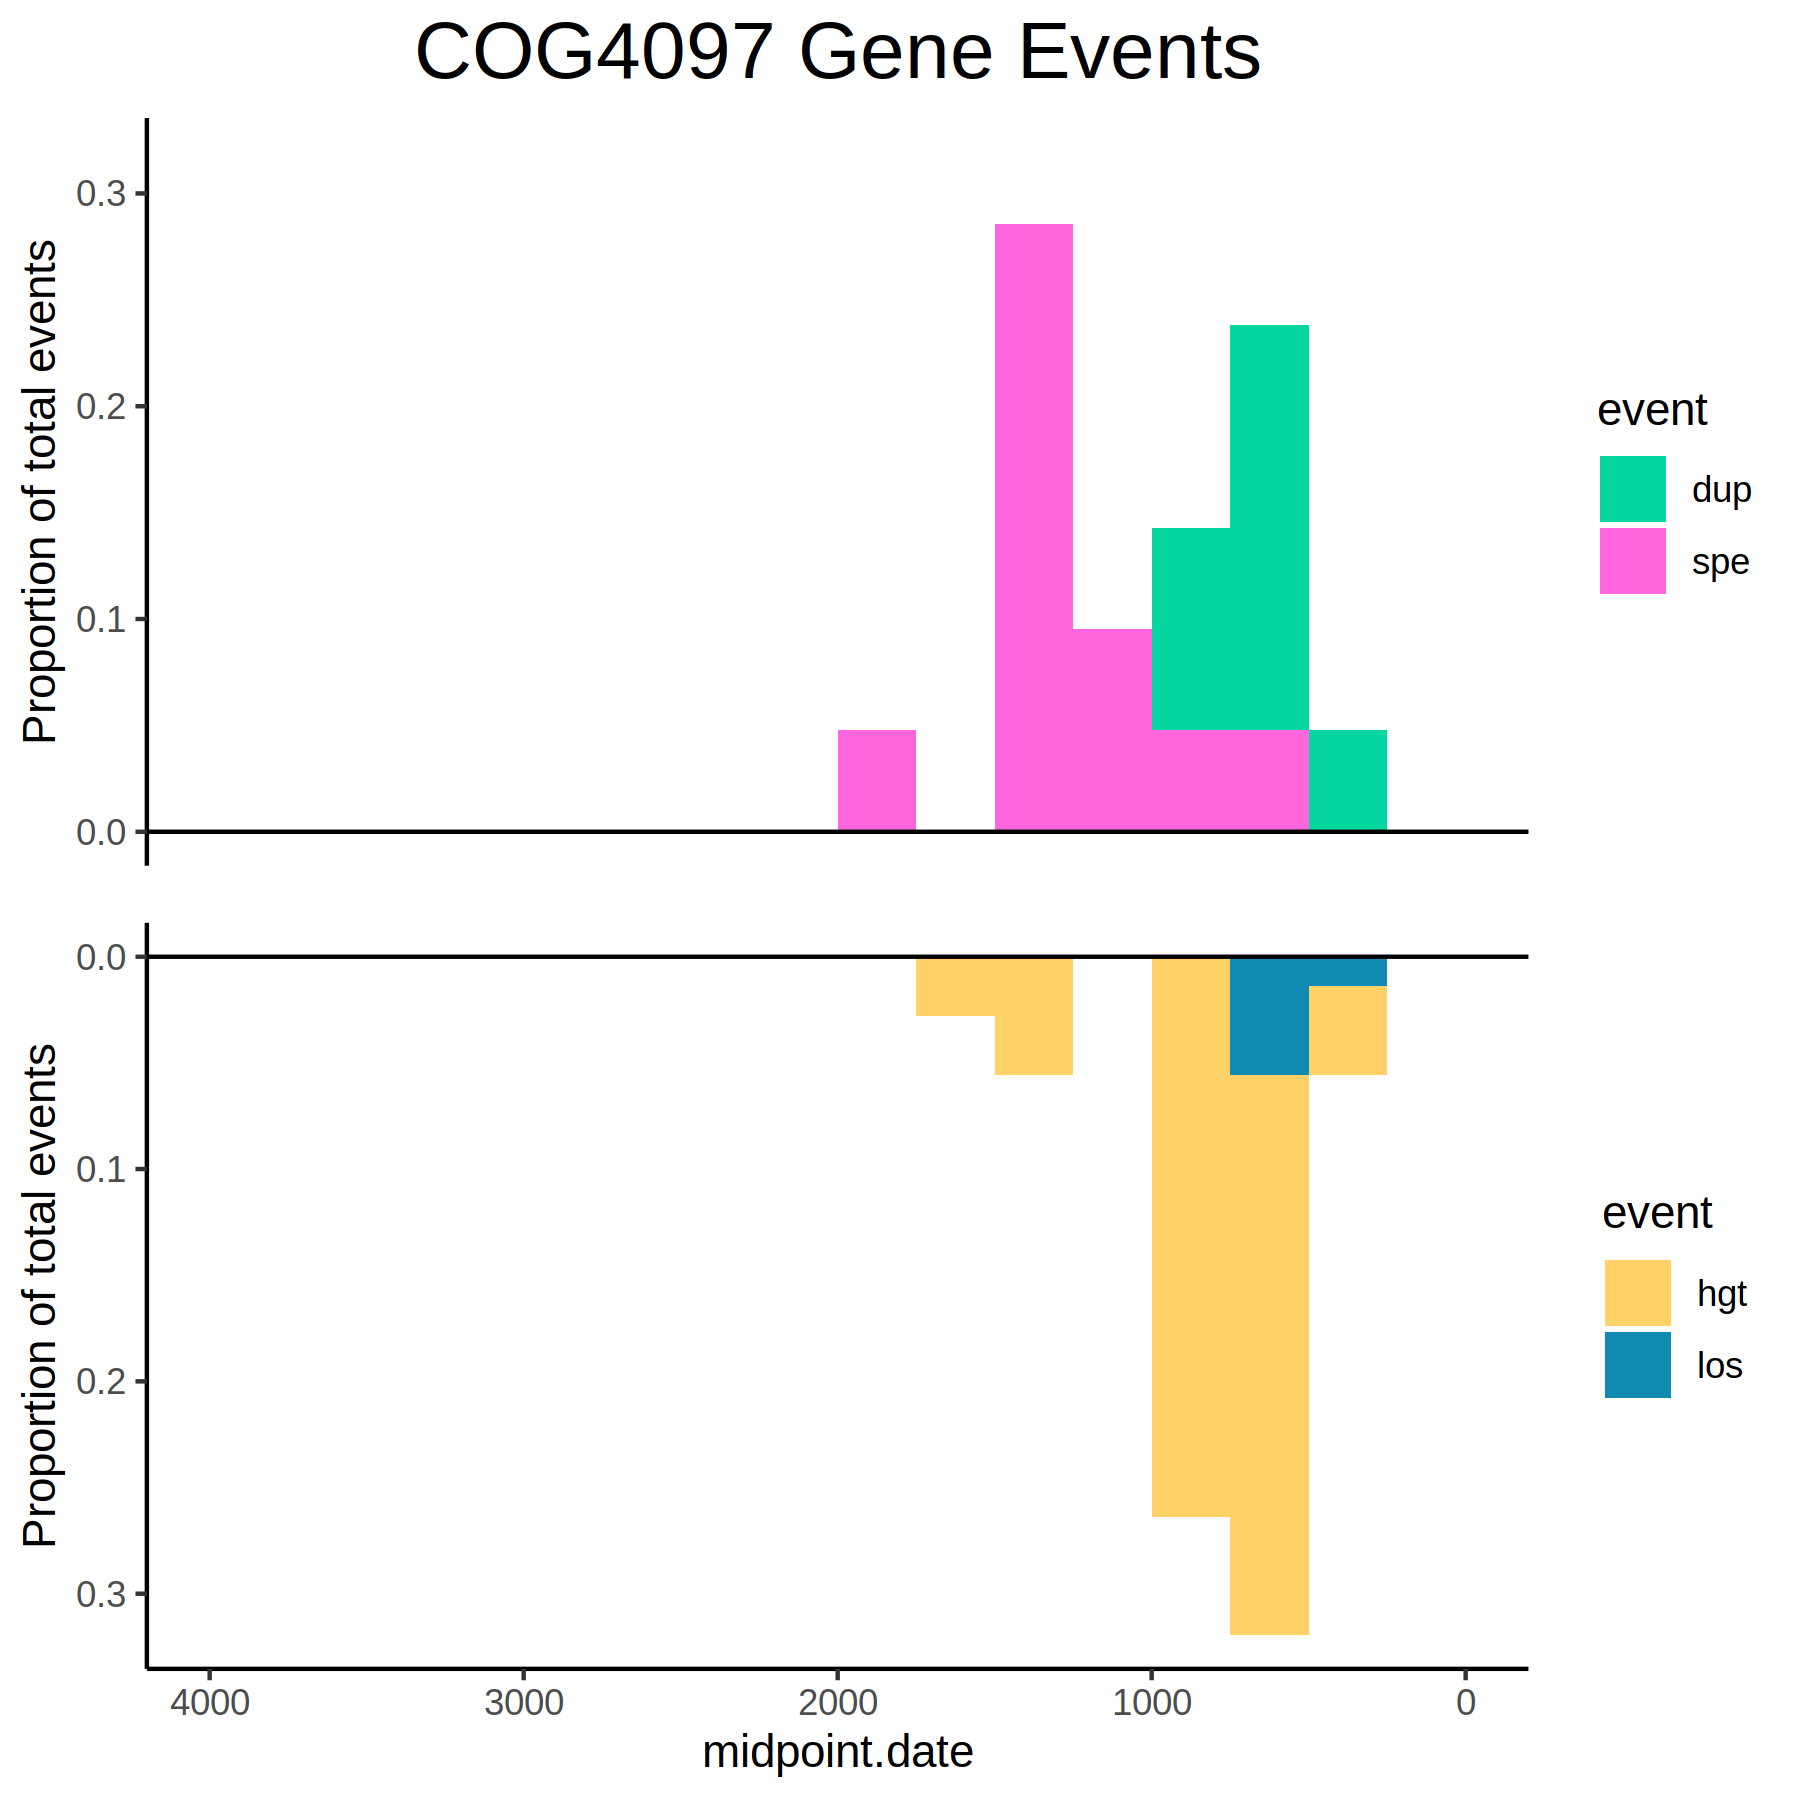 COG4097 Gene Events
Proportion of total events
0.3
0.2
0.1
0.0
event
dup
spe
Proportion of total events
0.0
0.1
0.2
0.3
event
hgt
los
4000 3000 2000 1000 0
midpoint.date